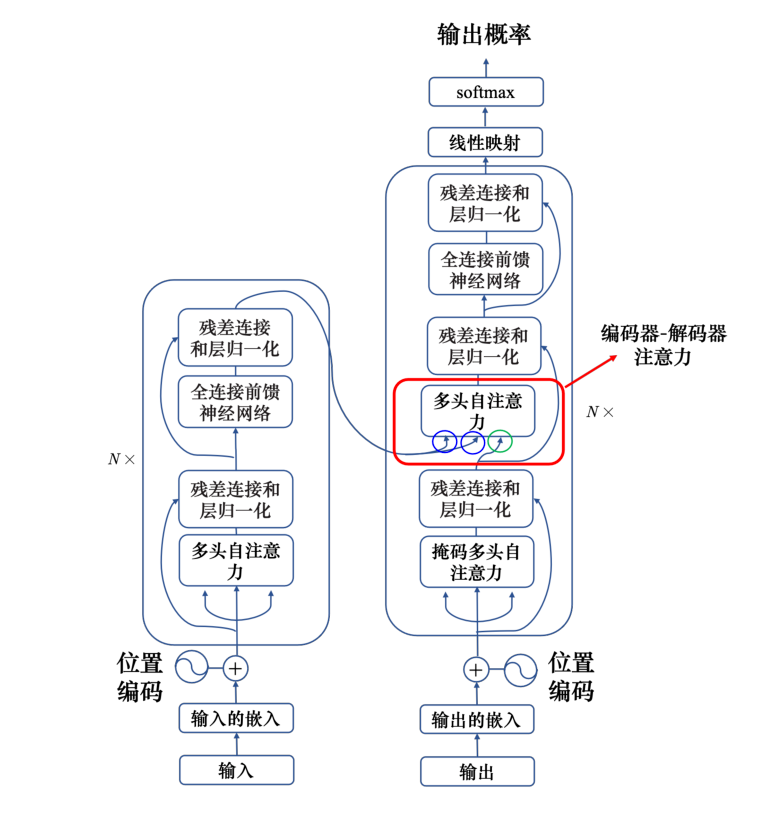 输出概率
softmax
线性映射
残差连接和
层归一化
全连接前馈
神经网络
残差连接和
层归一化
编码器-解码器
注意力
多头自注意
力
N×
残差连接和
层归一化
掩码多头自
注意力
位置
编码
+
输出的嵌入
输出
残差连接
和层归一化
全连接前馈
神经网络
N×
残差连接和
层归一化
多头自注意
力
位置
编码
+
输入的嵌入
输入